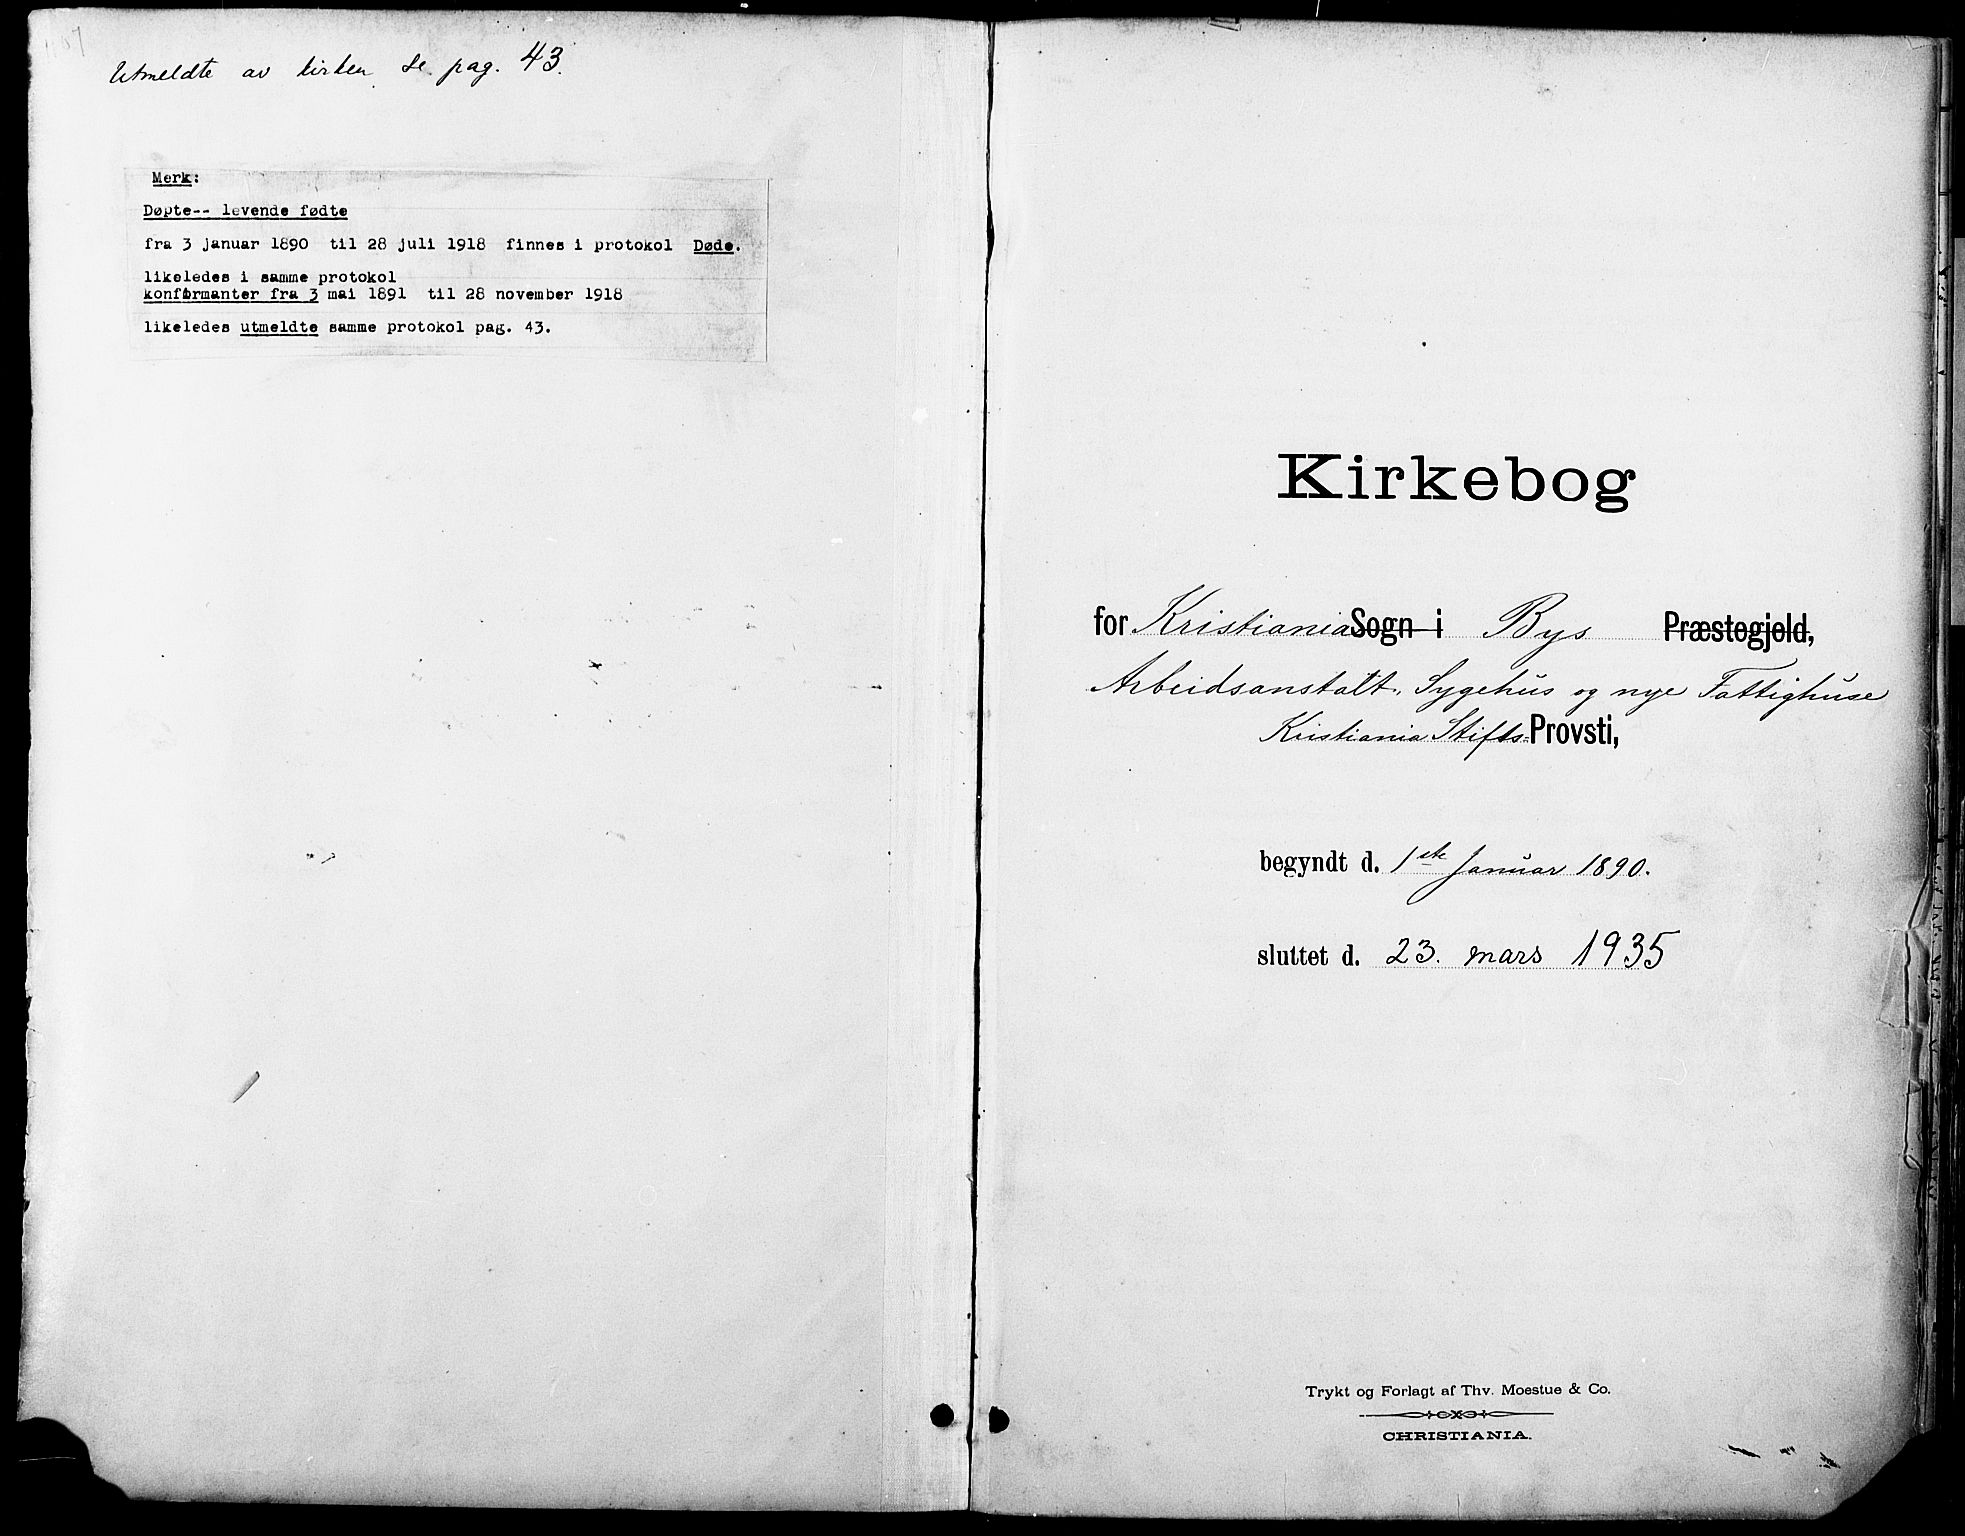 Utmeldte av kirken se pag. 43.
Merk:
Døpte-- levende fødte
fra 3 januar 1890 til 28 juli 1918 finnes i protokol Døde.
likeledes i samme protokol
konfirmanter fra 3 mai 1891 til 28 november 1918
likeledes utmeldte samme protokol pag. 43.
Kirkebog
for Kristiania Sogn i Bys Præstegjeld,
Arbeidsanstalt, Sygehus og nye Fattighuse
Kristiania Stifts-Provsti,
begyndt d. 1ste Januar 1890.
sluttet d. 23. mars 1935
Trykt og Forlagt af Thv. Moestue & Co.
CHRISTIANIA.